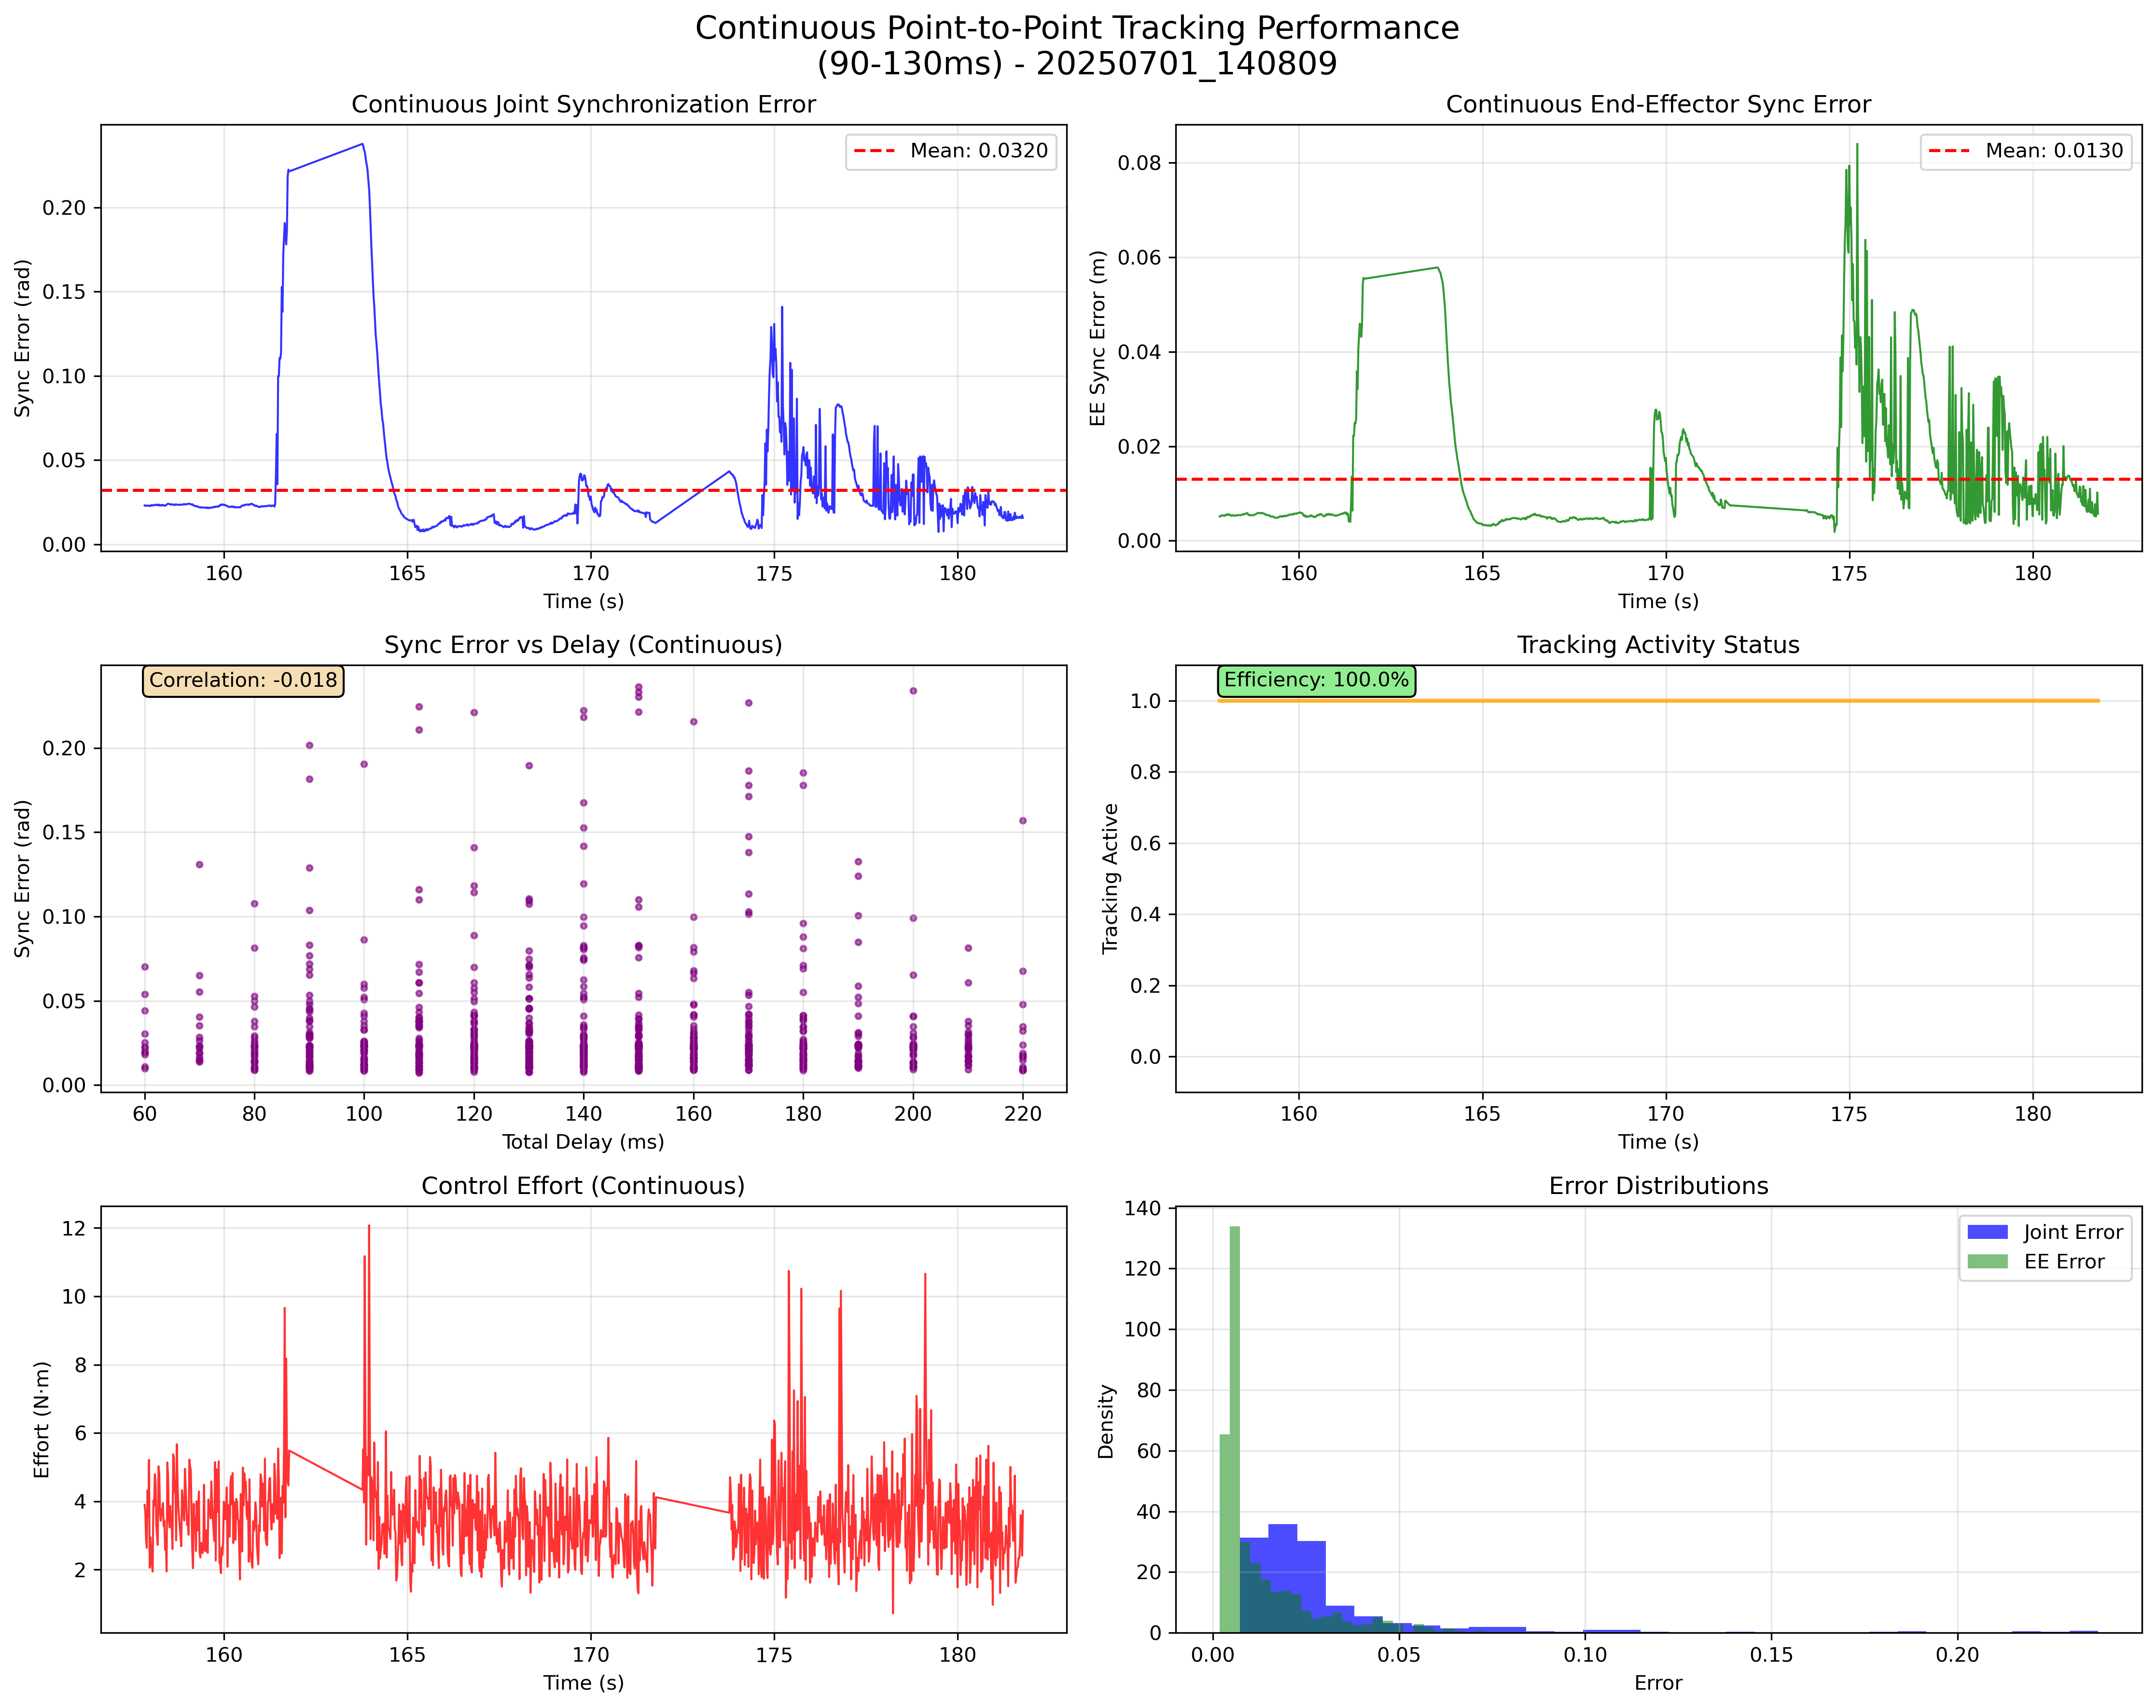 Continuous Point-to-Point Tracking Performance
(90-130ms) - 20250701_140809
Continuous Joint Synchronization Error
Mean: 0.0320
Sync Error (rad)
0.20
0.15
0.10
0.05
0.00
160 165 170 175 180
Time (s)
Continuous End-Effector Sync Error
Mean: 0.0130
EE Sync Error (m)
0.08
0.06
0.04
0.02
0.00
160 165 170 175 180
Time (s)
Sync Error vs Delay (Continuous)
Correlation: -0.018
Sync Error (rad)
0.20
0.15
0.10
0.05
0.00
60 80 100 120 140 160 180 200 220
Total Delay (ms)
Tracking Activity Status
Efficiency: 100.0%
Tracking Active
1.0
0.8
0.6
0.4
0.2
0.0
160 165 170 175 180
Time (s)
Control Effort (Continuous)
Effort (N·m)
12
10
8
6
4
2
160 165 170 175 180
Time (s)
Error Distributions
Joint Error
EE Error
Density
140
120
100
80
60
40
20
0
0.00 0.05 0.10 0.15 0.20
Error